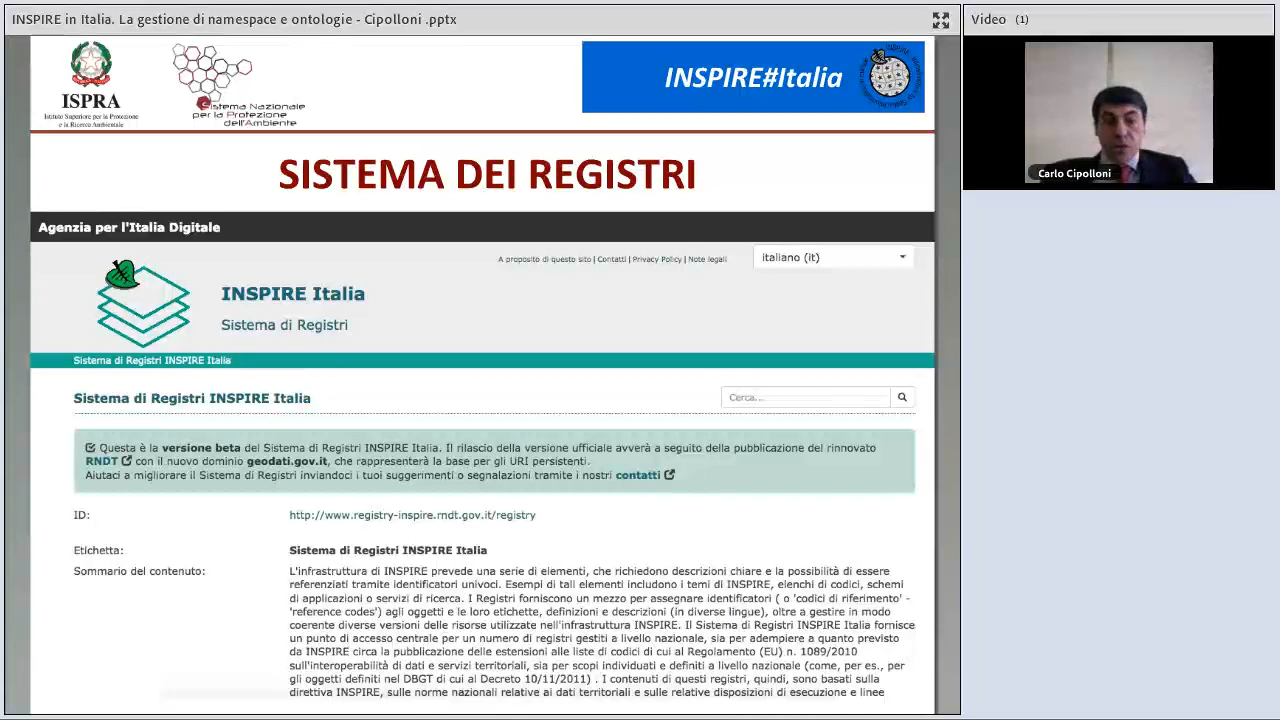 INSPIRE in Italia. La gestione di namespace e ontologie - Cipolloni .pptx
Video (1)
ISPRA
Istituto Superiore per la Protezione
e la Ricerca Ambientale
Sistema Nazionale
per la Protezione
dell'Ambiente
INSPIRE#Italia
Carlo Cipolloni
SISTEMA DEI REGISTRI
Agenzia per l'Italia Digitale
A proposito di questo sito | Contatti | Privacy Policy | Note legali
italiano (it)
INSPIRE Italia
Sistema di Registri
Sistema di Registri INSPIRE Italia
Sistema di Registri INSPIRE Italia
Cerca...
Questa è la versione beta del Sistema di Registri INSPIRE Italia. Il rilascio della versione ufficiale avverrà a seguito della pubblicazione del rinnovato
RNDT con il nuovo dominio geodati.gov.it, che rappresenterà la base per gli URI persistenti.
Aiutaci a migliorare il Sistema di Registri inviandoci i tuoi suggerimenti o segnalazioni tramite i nostri contatti
ID:
http://www.registry-inspire.rndt.gov.it/registry
Etichetta:
Sistema di Registri INSPIRE Italia
Sommario del contenuto:
L'infrastruttura di INSPIRE prevede una serie di elementi, che richiedono descrizioni chiare e la possibilità di essere
referenziati tramite identificatori univoci. Esempi di tali elementi includono i temi di INSPIRE, elenchi di codici, schemi
di applicazioni o servizi di ricerca. I Registri forniscono un mezzo per assegnare identificatori ( o 'codici di riferimento' -
'reference codes') agli oggetti e le loro etichette, definizioni e descrizioni (in diverse lingue), oltre a gestire in modo
coerente diverse versioni delle risorse utilizzate nell'infrastruttura INSPIRE. Il Sistema di Registri INSPIRE Italia fornisce
un punto di accesso centrale per un numero di registri gestiti a livello nazionale, sia per adempiere a quanto previsto
da INSPIRE circa la pubblicazione delle estensioni alle liste di codici di cui al Regolamento (EU) n. 1089/2010
sull'interoperabilità di dati e servizi territoriali, sia per scopi individuati e definiti a livello nazionale (come, per es., per
gli oggetti definiti nel DBGT di cui al Decreto 10/11/2011) . I contenuti di questi registri, quindi, sono basati sulla
direttiva INSPIRE, sulle norme nazionali relative ai dati territoriali e sulle relative disposizioni di esecuzione e linee